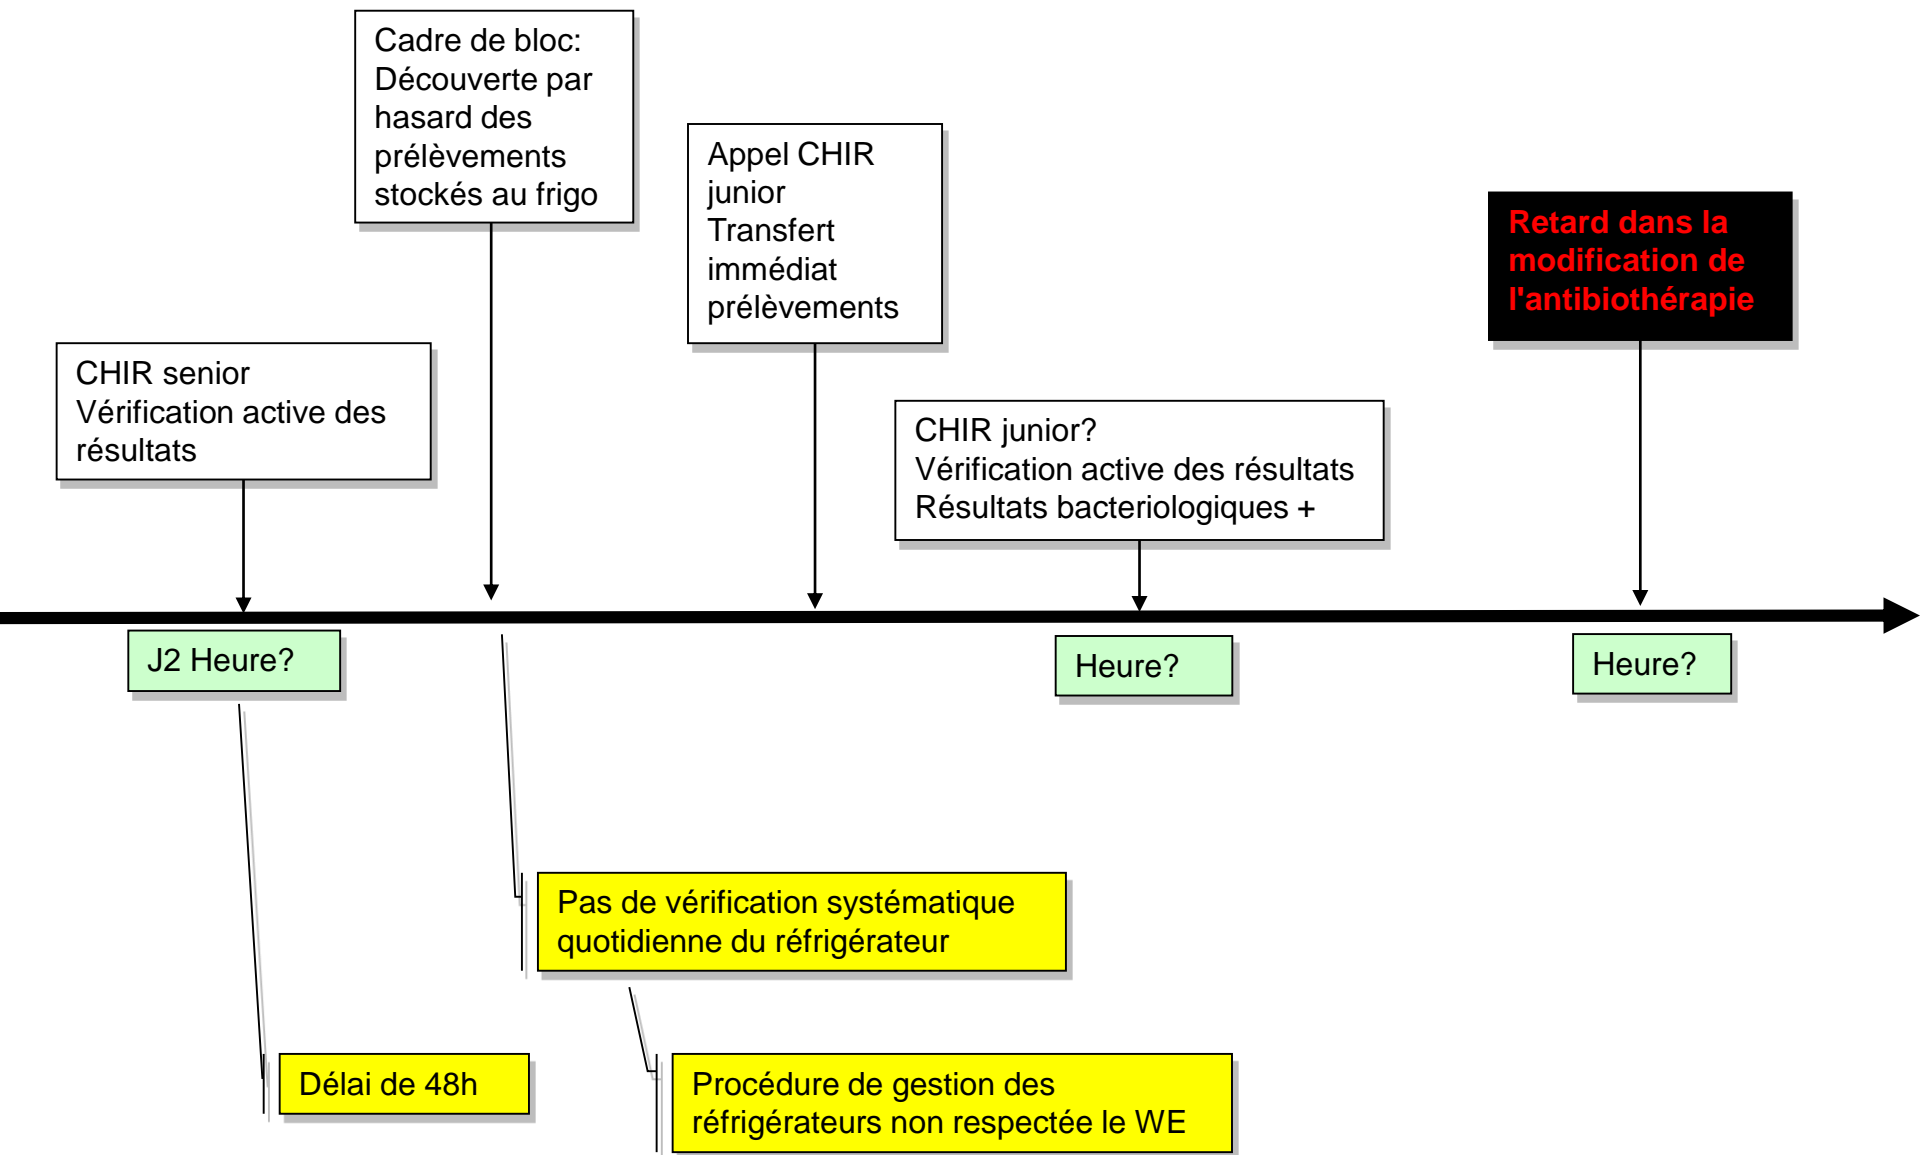 Cadre de bloc:
Découverte par
hasard des
prélèvements
stockés au frigo
Appel CHIR
junior
Transfert
immédiat
prélèvements
Retard dans la
modification de
l'antibiothérapie
CHIR senior
Vérification active des
résultats
CHIR junior?
Vérification active des résultats
Résultats bacteriologiques +
J2 Heure?
Heure?
Heure?
Pas de vérification systématique
quotidienne du réfrigérateur
Délai de 48h
Procédure de gestion des
réfrigérateurs non respectée le WE